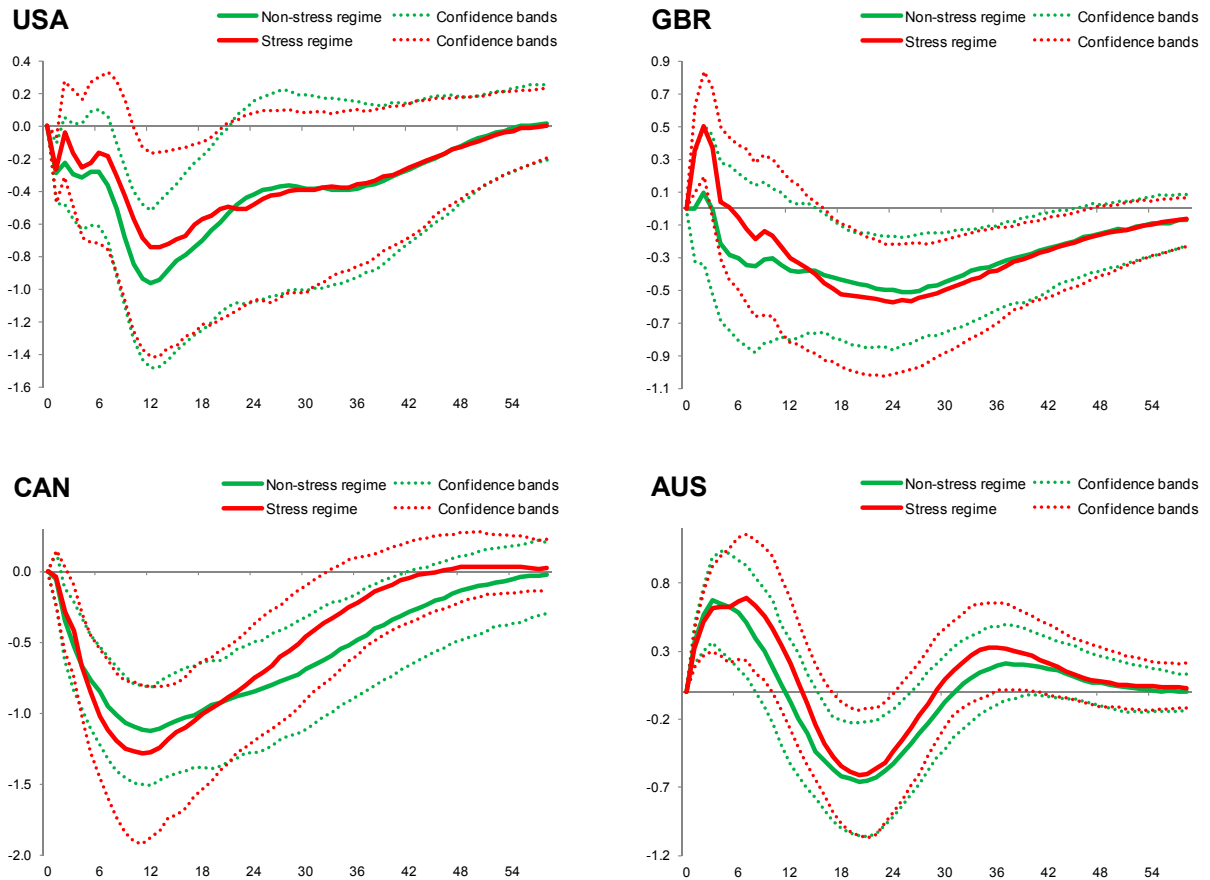 USA
Non-stress regime Confidence bands
Stress regime Confidence bands
0.4
0.2
0.0
-0.2
-0.4
-0.6
-0.8
-1.0
-1.2
-1.4
-1.6
0 6 12 18 24 30 36 42 48 54
GBR
Non-stress regime Confidence bands
Stress regime Confidence bands
0.9
0.7
0.5
0.3
0.1
-0.1
-0.3
-0.5
-0.7
-0.9
-1.1
0 6 12 18 24 30 36 42 48 54
CAN
Non-stress regime Confidence bands
Stress regime Confidence bands
0.0
-0.5
-1.0
-1.5
-2.0
0 6 12 18 24 30 36 42 48 54
AUS
Non-stress regime Confidence bands
Stress regime Confidence bands
0.8
0.3
-0.2
-0.7
-1.2
0 6 12 18 24 30 36 42 48 54